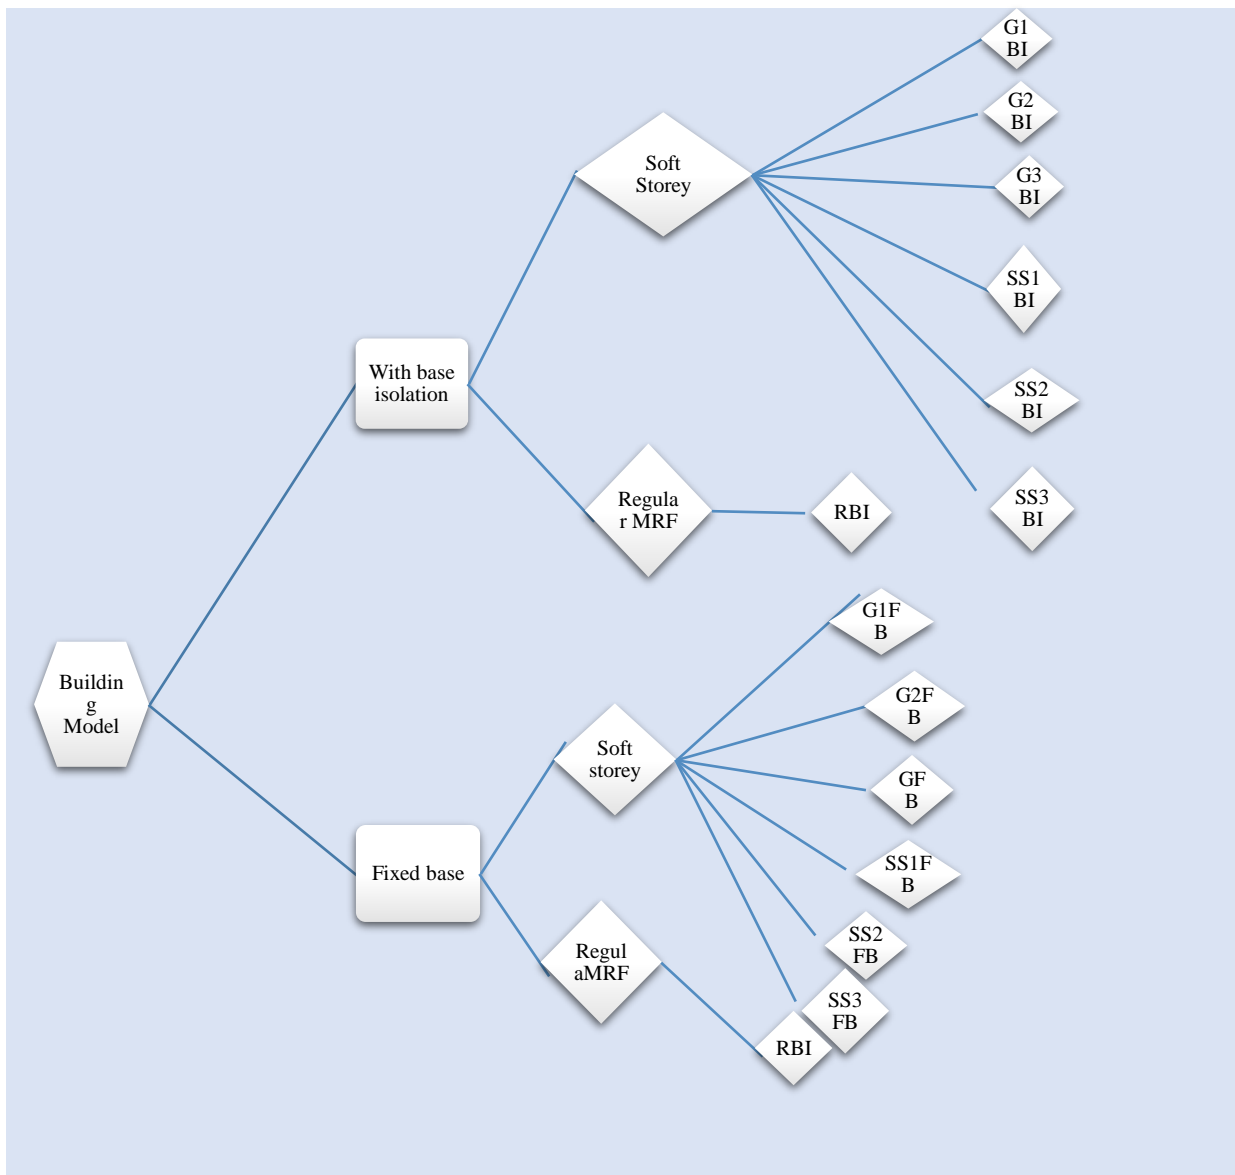 G1
BI
G2
BI
Soft
Storey
G3
BI
SS1
BI
With base
isolation
SS2
BI
Regula
r MRF
RBI
SS3
BI
G1F
B
Buildin
g
Model
G2F
B
Soft
storey
GF
B
Fixed base
SS1F
B
SS2
FB
Regul
aMRF
SS3
FB
RBI